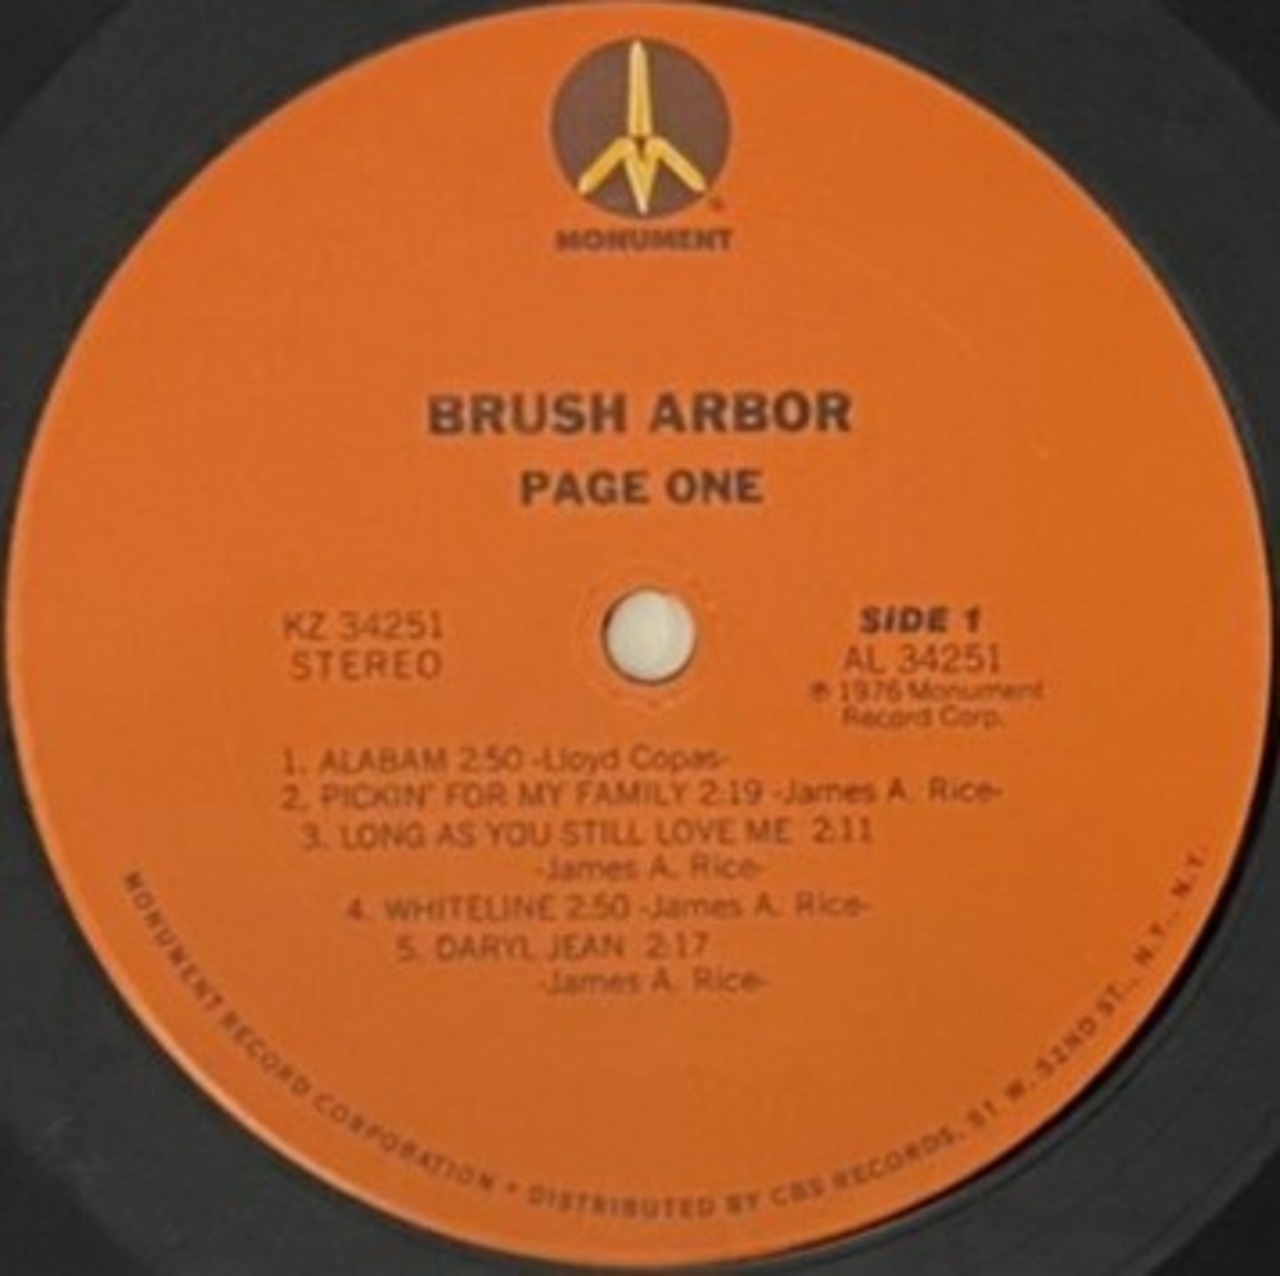 MONUMENT
BRUSH ARBOR
PAGE ONE
KZ 34251
STEREO
SIDE 1
AL 34251
℗ 1976 Monument
Record Corp.
1. ALABAM 2:50 -Lloyd Copas-
2. PICKIN' FOR MY FAMILY 2:19 -James A. Rice-
3. LONG AS YOU STILL LOVE ME 2:11
-James A. Rice-
4. WHITELINE 2:50 -James A. Rice-
5. DARYL JEAN 2:17
-James A. Rice-
MONUMENT RECORD CORPORATION • DISTRIBUTED BY CBS RECORDS, 51 W. 52ND ST., N.Y., N.Y.